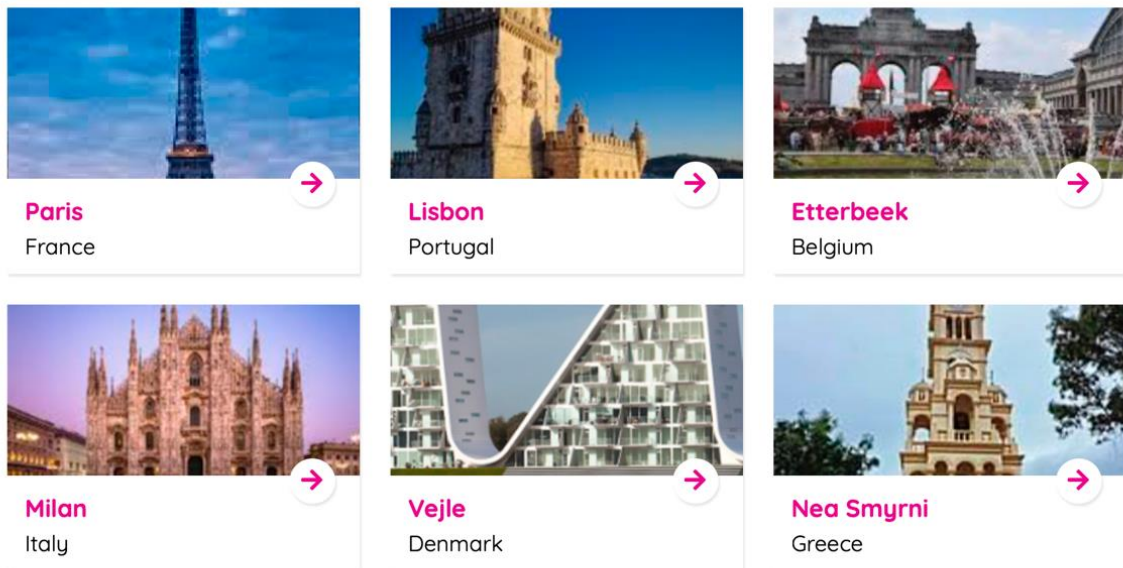 Paris
France
Lisbon
Portugal
Etterbeek
Belgium
Milan
Italy
Vejle
Denmark
Nea Smyrni
Greece